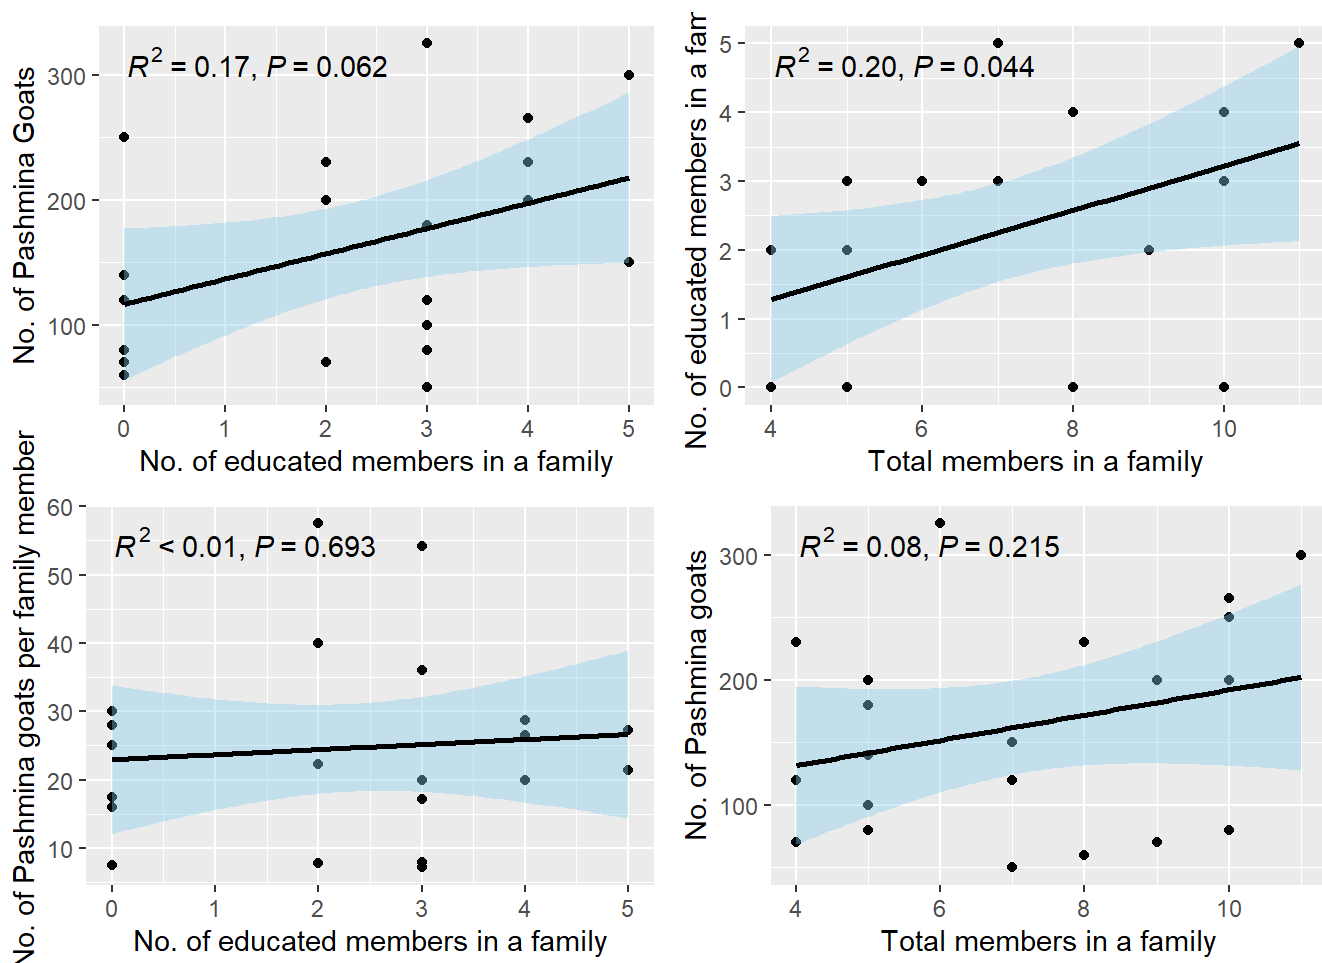 No. of Pashmina Goats
R² = 0.17, P = 0.062
300
200
100
0 1 2 3 4 5
No. of educated members in a family
No. of educated members in a fam
R² = 0.20, P = 0.044
5
4
3
2
1
0
4 6 8 10
Total members in a family
No. of Pashmina goats per family member
R² < 0.01, P = 0.693
60
50
40
30
20
10
0 1 2 3 4 5
No. of educated members in a family
No. of Pashmina goats
R² = 0.08, P = 0.215
300
200
100
4 6 8 10
Total members in a family